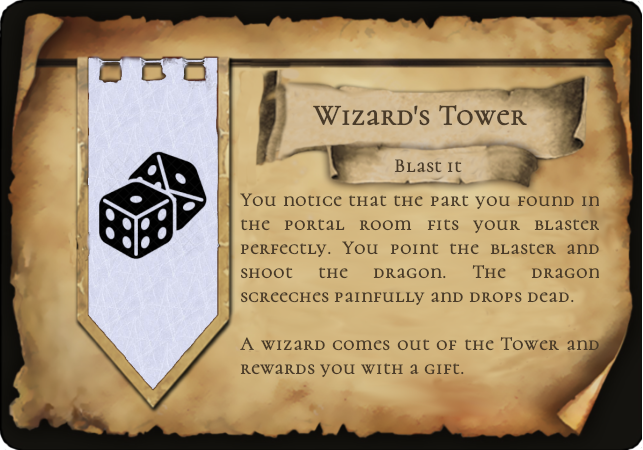 Wizard's Tower
Blast it
You notice that the part you found in
the portal room fits your blaster
perfectly. You point the blaster and
shoot the dragon. The dragon
screeches painfully and drops dead.
A wizard comes out of the Tower and
rewards you with a gift.